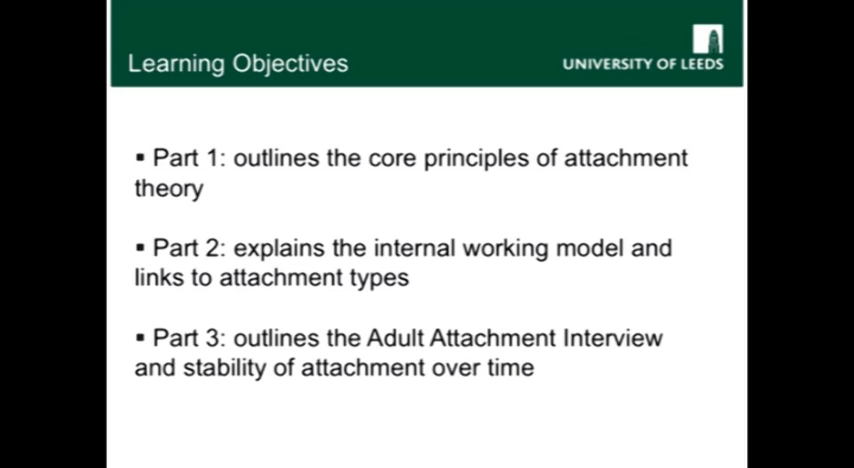 Learning Objectives
UNIVERSITY OF LEEDS
▪ Part 1: outlines the core principles of attachment
theory
▪ Part 2: explains the internal working model and
links to attachment types
▪ Part 3: outlines the Adult Attachment Interview
and stability of attachment over time